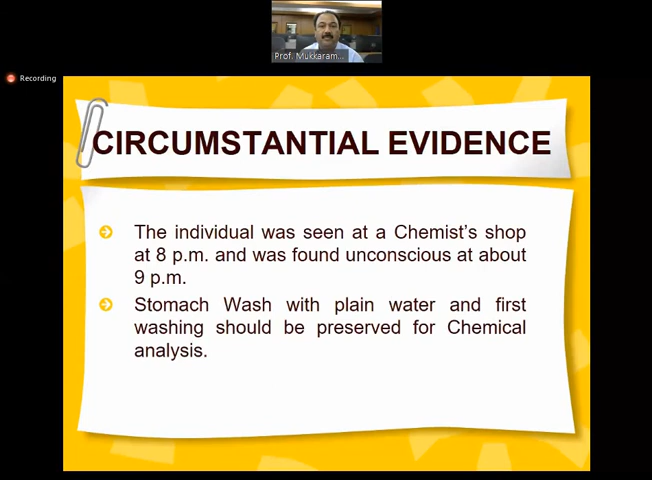 Prof. Mukkaram...
Recording
CIRCUMSTANTIAL EVIDENCE
The individual was seen at a Chemist's shop
at 8 p.m. and was found unconscious at about
9 p.m.
Stomach Wash with plain water and first
washing should be preserved for Chemical
analysis.